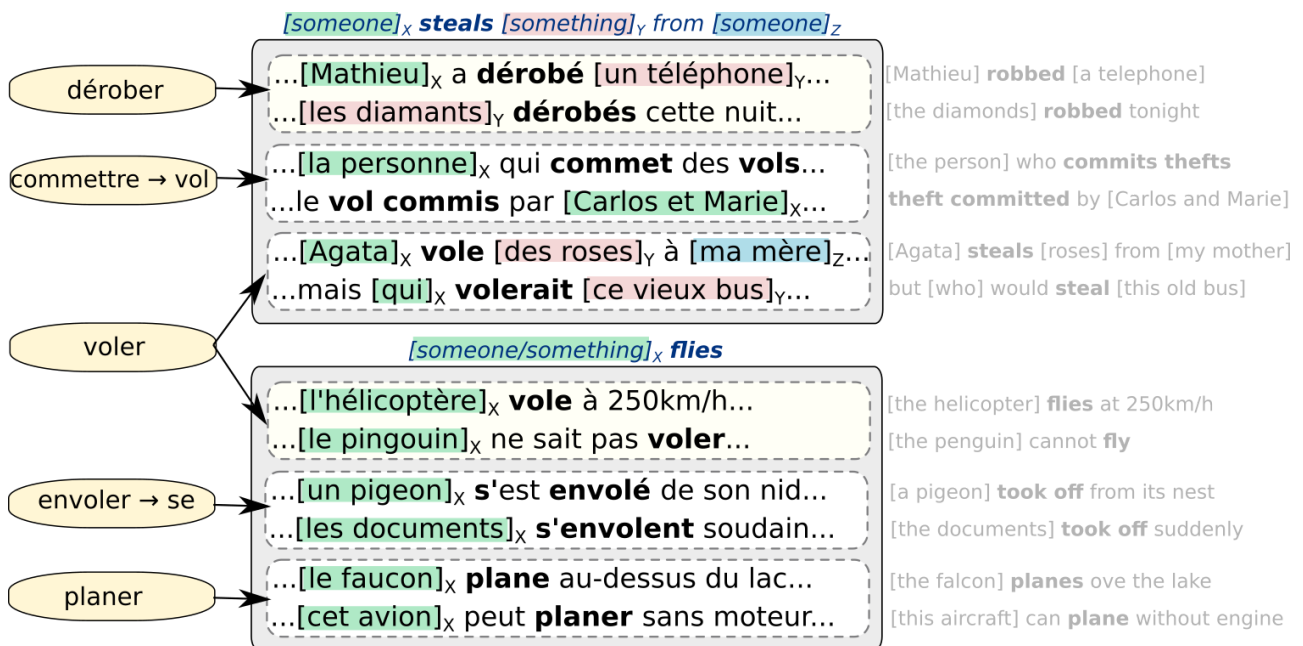 [someone]X steals [something]Y from [someone]Z
dérober
...[Mathieu]X a dérobé [un téléphone]Y...
[Mathieu] robbed [a telephone]
...[les diamants]Y dérobés cette nuit...
[the diamonds] robbed tonight
commettre → vol
...[la personne]X qui commet des vols...
[the person] who commits thefts
...le vol commis par [Carlos et Marie]X...
theft committed by [Carlos and Marie]
...[Agata]X vole [des roses]Y à [ma mère]Z...
[Agata] steals [roses] from [my mother]
...mais [qui]X volerait [ce vieux bus]Y...
but [who] would steal [this old bus]
voler
[someone/something]X flies
...[l'hélicoptère]X vole à 250km/h...
[the helicopter] flies at 250km/h
...[le pingouin]X ne sait pas voler...
[the penguin] cannot fly
envoler → se
...[un pigeon]X s'est envolé de son nid...
[a pigeon] took off from its nest
...[les documents]X s'envolent soudain...
[the documents] took off suddenly
planer
...[le faucon]X plane au-dessus du lac...
[the falcon] planes ove the lake
...[cet avion]X peut planer sans moteur...
[this aircraft] can plane without engine